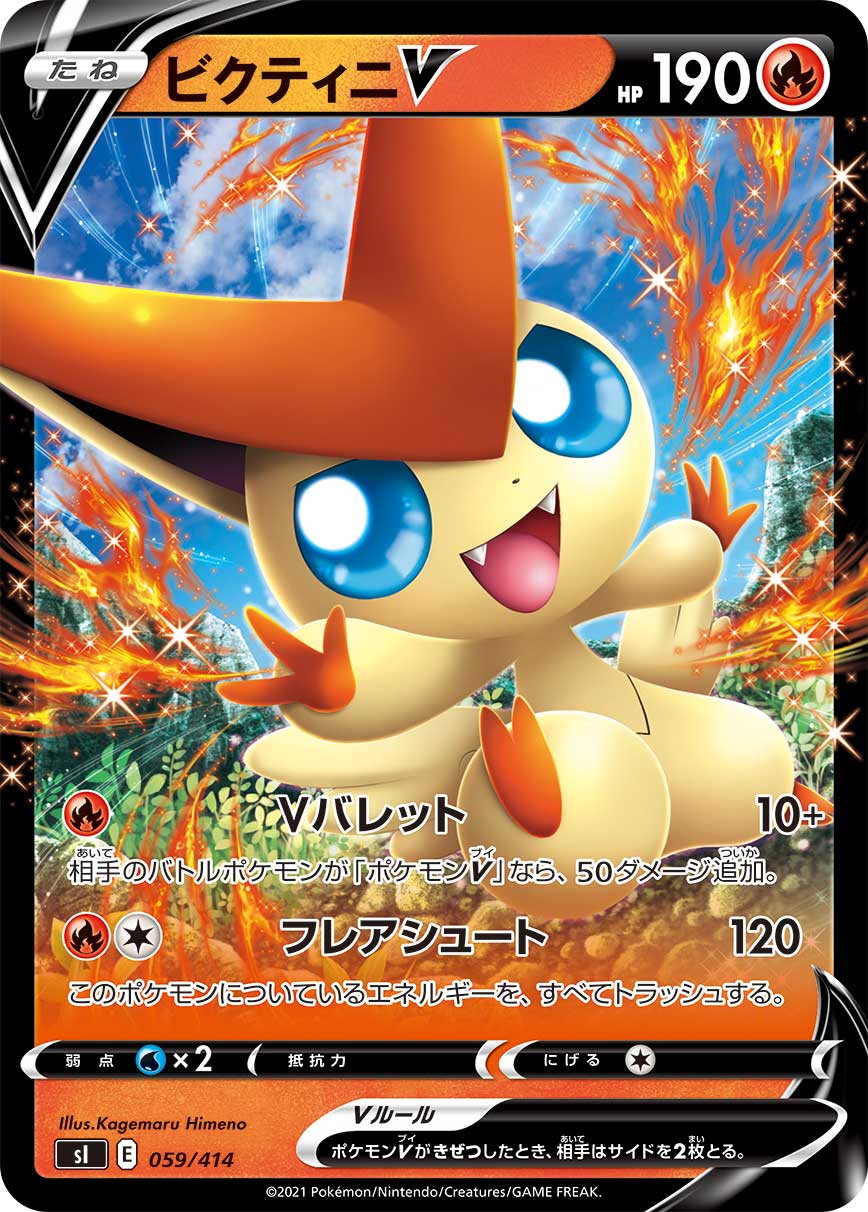 たね ビクティニV HP 190
Vバレット 10+
相手のバトルポケモンが「ポケモンV」なら、50ダメージ追加。
フレアシュート 120
このポケモンについているエネルギーを、すべてトラッシュする。
弱点 ×2 抵抗力 にげる
Illus.Kagemaru Himeno
Vルール
ポケモンVがきぜつしたとき、相手はサイドを2枚とる。
sI E 059/414
©2021 Pokémon/Nintendo/Creatures/GAME FREAK.